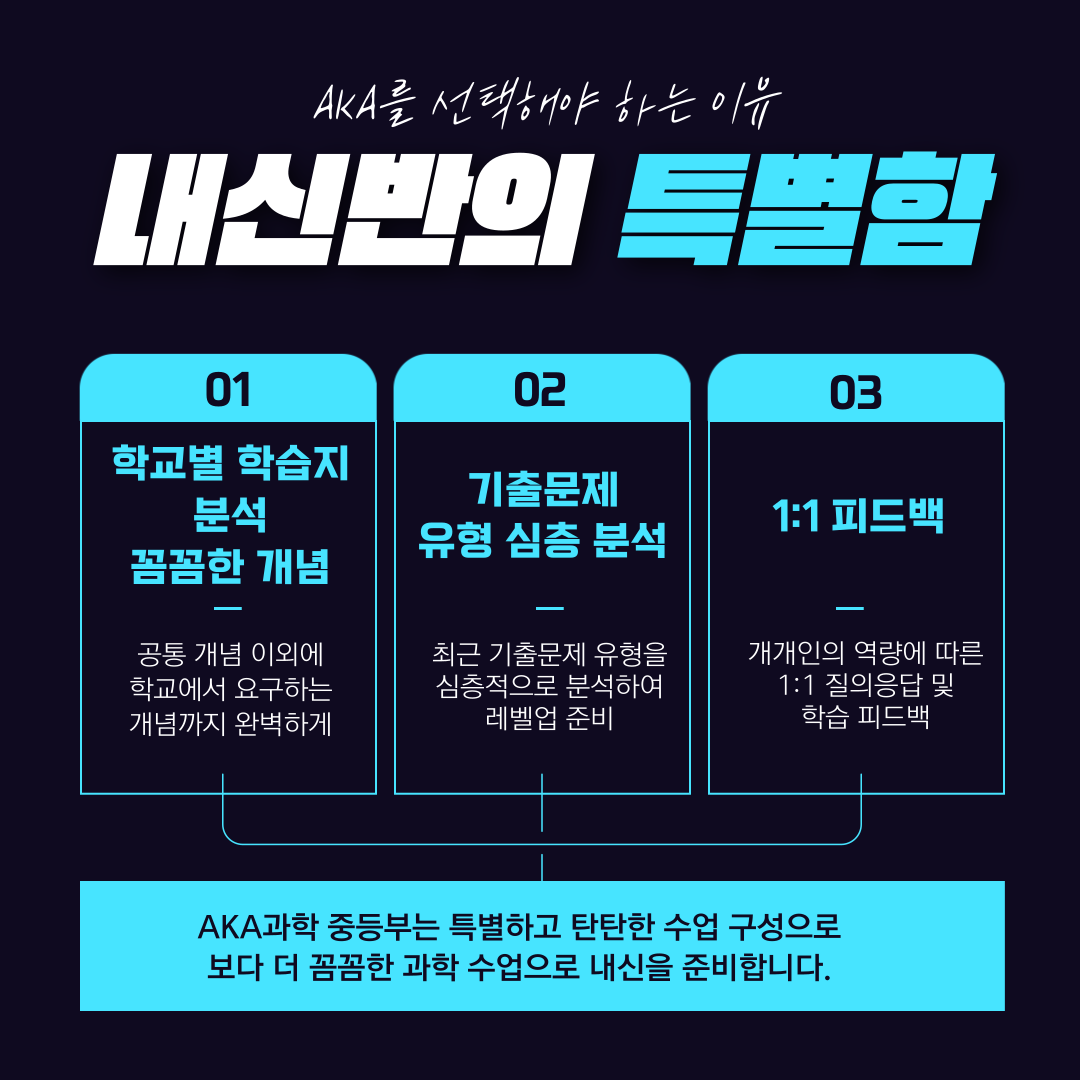 AKA를 선택해야 하는 이유
내신반의 특별함
01
학교별 학습지
분석
꼼꼼한 개념
공통 개념 이외에
학교에서 요구하는
개념까지 완벽하게
02
기출문제
유형 심층 분석
최근 기출문제 유형을
심층적으로 분석하여
레벨업 준비
03
1:1 피드백
개개인의 역량에 따른
1:1 질의응답 및
학습 피드백
AKA과학 중등부는 특별하고 탄탄한 수업 구성으로
보다 더 꼼꼼한 과학 수업으로 내신을 준비합니다.